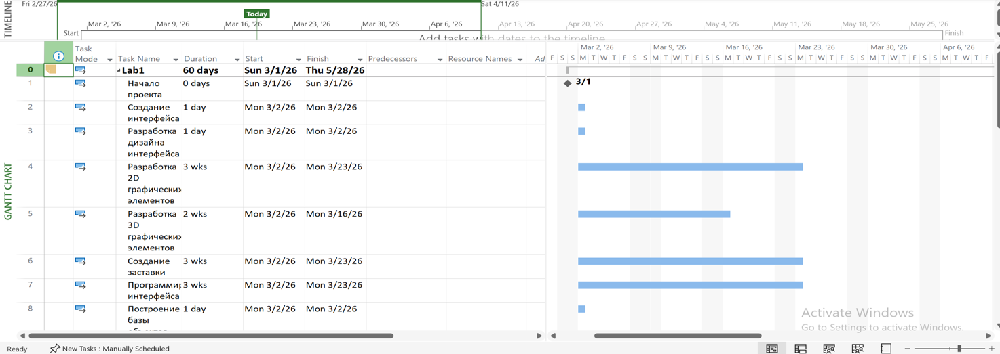 TIMELINE
Fri 2/27/26 Sat 4/11/26
Today
Mar 2, '26 Mar 9, '26 Mar 16, '26 Mar 23, '26 Mar 30, '26 Apr 6, '26 Apr 13, '26 Apr 20, '26 Apr 27, '26 May 4, '26 May 11, '26 May 18, '26 May 25, '26
Start Add tasks with dates to the timeline Finish
GANTT CHART
Task
Mode Task Name Duration Start Finish Predecessors Resource Names Ad
Mar 2, '26 Mar 9, '26 Mar 16, '26 Mar 23, '26 Mar 30, '26 Apr 6, '26
F S S M T W T F S S M T W T F S S M T W T F S S M T W T F S S M T W T F S S M T W T F
0 Lab1 60 days Sun 3/1/26 Thu 5/28/26
1 Начало 0 days Sun 3/1/26 Sun 3/1/26 3/1
проекта
2 Создание 1 day Mon 3/2/26 Mon 3/2/26
интерфейса
3 Разработка 1 day Mon 3/2/26 Mon 3/2/26
дизайна
интерфейса
4 Разработка 3 wks Mon 3/2/26 Mon 3/23/26
2D
графических
элементов
5 Разработка 2 wks Mon 3/2/26 Mon 3/16/26
3D
графических
элементов
6 Создание 3 wks Mon 3/2/26 Mon 3/23/26
заставки
7 Программир 3 wks Mon 3/2/26 Mon 3/23/26
интерфейса
8 Построение 1 day Mon 3/2/26 Mon 3/2/26
базы
Activate Windows
Go to Settings to activate Windows.
Ready New Tasks : Manually Scheduled